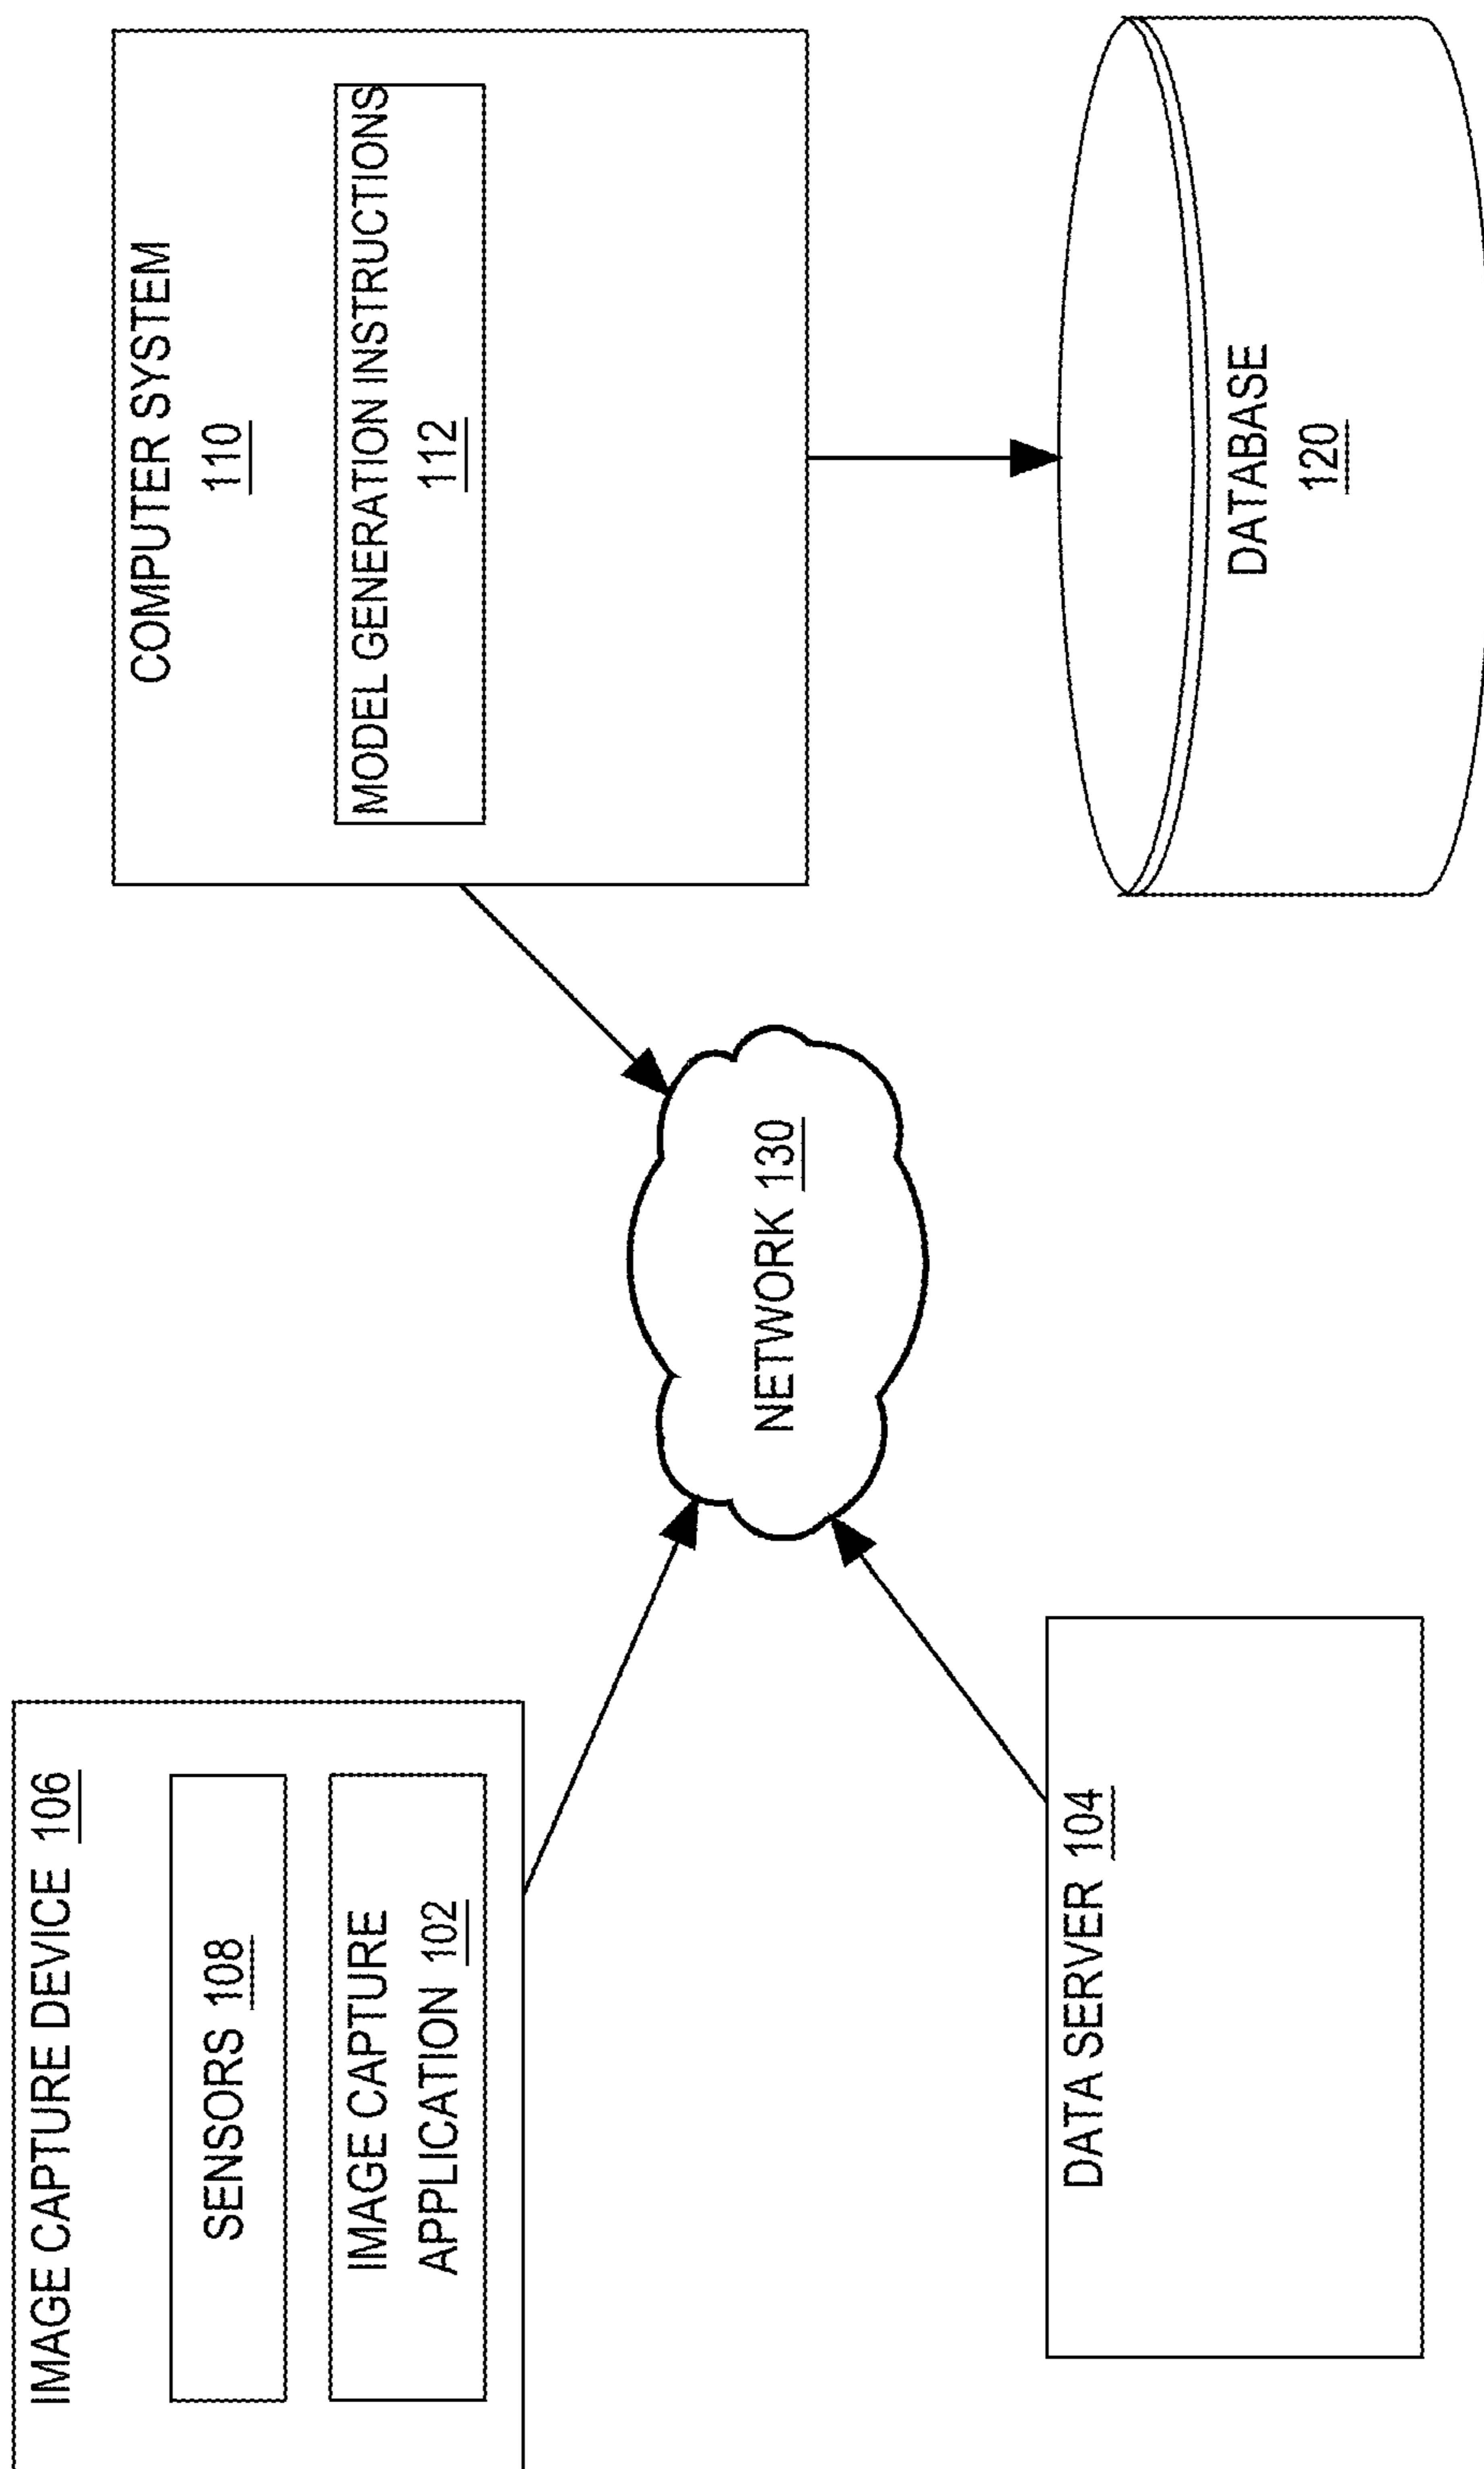 IMAGE CAPTURE DEVICE 106
SENSORS 108
IMAGE CAPTURE
APPLICATION 102
DATA SERVER 104
NETWORK 130
COMPUTER SYSTEM
110
MODEL GENERATION INSTRUCTIONS
112
DATABASE
120